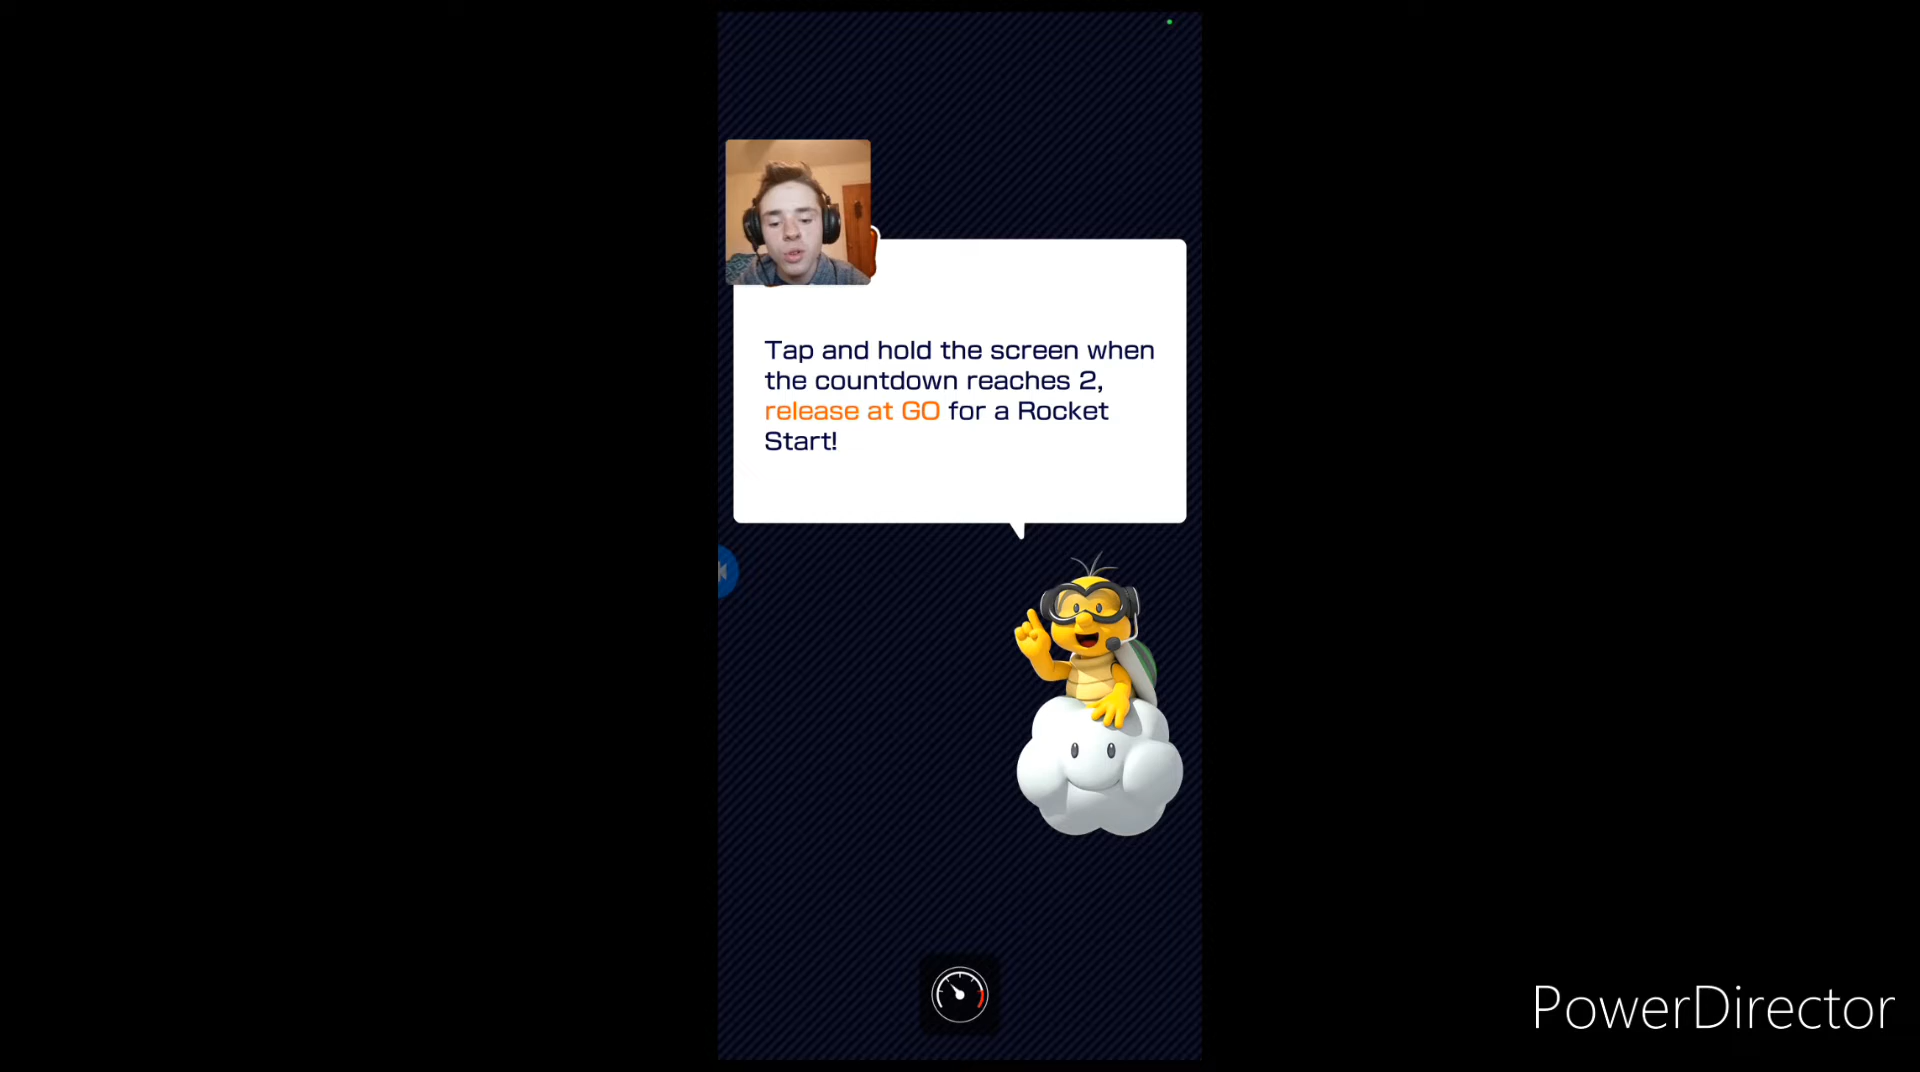 Tap and hold the screen when
the countdown reaches 2,
release at GO for a Rocket
Start!
PowerDirector